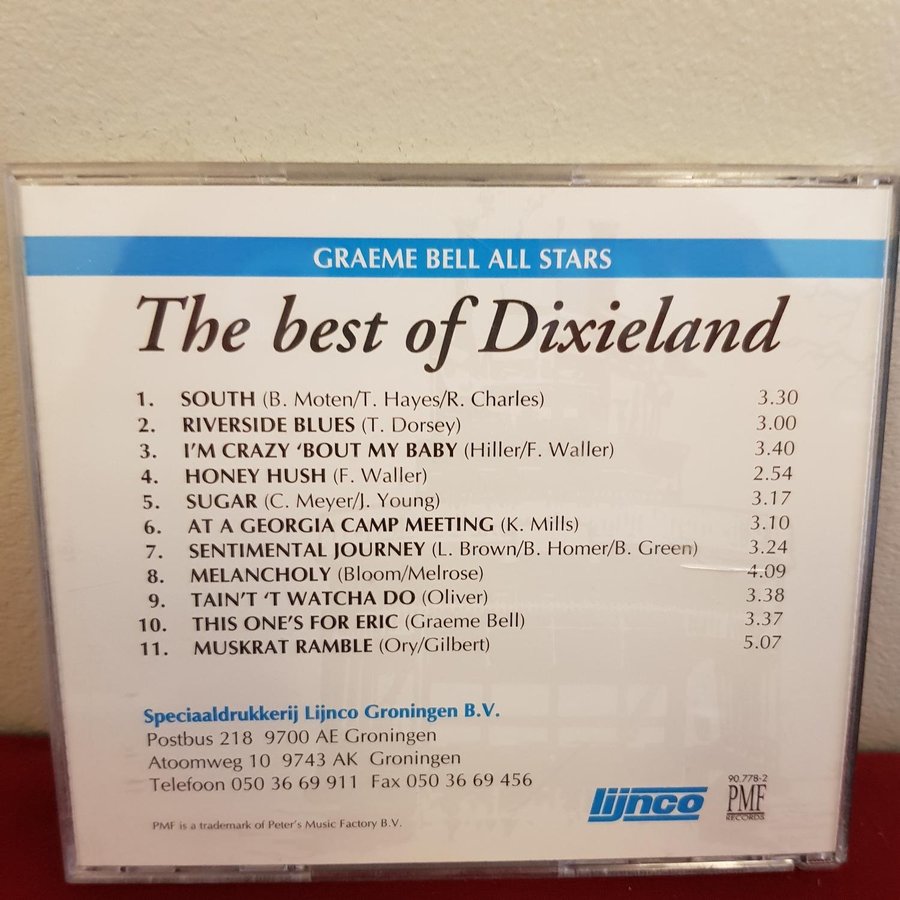 GRAEME BELL ALL STARS
The best of Dixieland
1. SOUTH (B. Moten/T. Hayes/R. Charles) 3.30
2. RIVERSIDE BLUES (T. Dorsey) 3.00
3. I'M CRAZY ‘BOUT MY BABY (Hiller/F. Waller) 3.40
4. HONEY HUSH (F. Waller) 2.54
5. SUGAR (C. Meyer/J. Young) 3.17
6. AT A GEORGIA CAMP MEETING (K. Mills) 3.10
7. SENTIMENTAL JOURNEY (L. Brown/B. Homer/B. Green) 3.24
8. MELANCHOLY (Bloom/Melrose) 4.09
9. TAIN'T ‘T WATCHA DO (Oliver) 3.38
10. THIS ONE'S FOR ERIC (Graeme Bell) 3.37
11. MUSKRAT RAMBLE (Ory/Gilbert) 5.07
Speciaaldrukkerij Lijnco Groningen B.V.
Postbus 218 9700 AE Groningen
Atoomweg 10 9743 AK Groningen
Telefoon 050 36 69 911 Fax 050 36 69 456
lijnco
90.778-2
PMF
RECORDS
PMF is a trademark of Peter's Music Factory B.V.